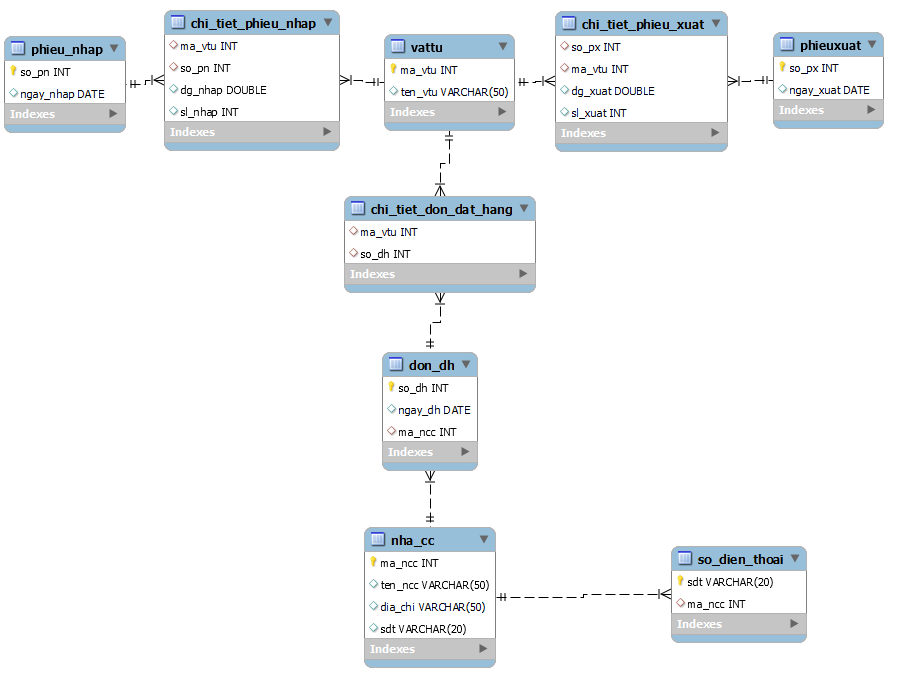 phieu_nhap
so_pn INT
ngay_nhap DATE
Indexes
chi_tiet_phieu_nhap
ma_vtu INT
so_pn INT
dg_nhap DOUBLE
sl_nhap INT
Indexes
vattu
ma_vtu INT
ten_vtu VARCHAR(50)
Indexes
chi_tiet_phieu_xuat
so_px INT
ma_vtu INT
dg_xuat DOUBLE
sl_xuat INT
Indexes
phieuxuat
so_px INT
ngay_xuat DATE
Indexes
chi_tiet_don_dat_hang
ma_vtu INT
so_dh INT
Indexes
don_dh
so_dh INT
ngay_dh DATE
ma_ncc INT
Indexes
nha_cc
ma_ncc INT
ten_ncc VARCHAR(50)
dia_chi VARCHAR(50)
sdt VARCHAR(20)
Indexes
so_dien_thoai
sdt VARCHAR(20)
ma_ncc INT
Indexes